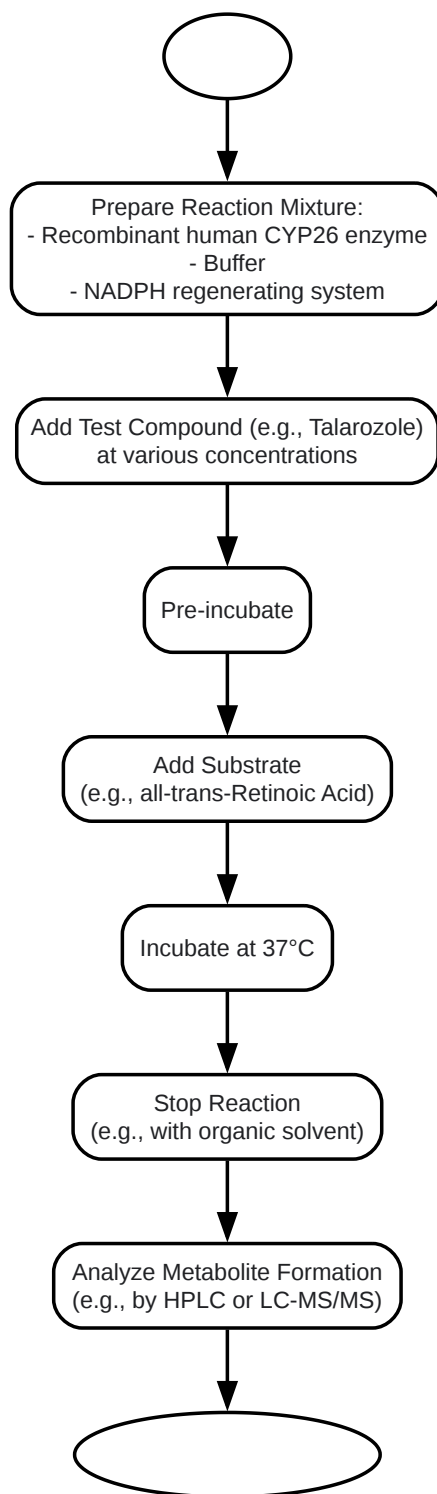 Prepare Reaction Mixture:
- Recombinant human CYP26 enzyme
- Buffer
- NADPH regenerating system
Add Test Compound (e.g., Talarozole)
at various concentrations
Pre-incubate
Add Substrate
(e.g., all-trans-Retinoic Acid)
Incubate at 37°C
Stop Reaction
(e.g., with organic solvent)
Analyze Metabolite Formation
(e.g., by HPLC or LC-MS/MS)